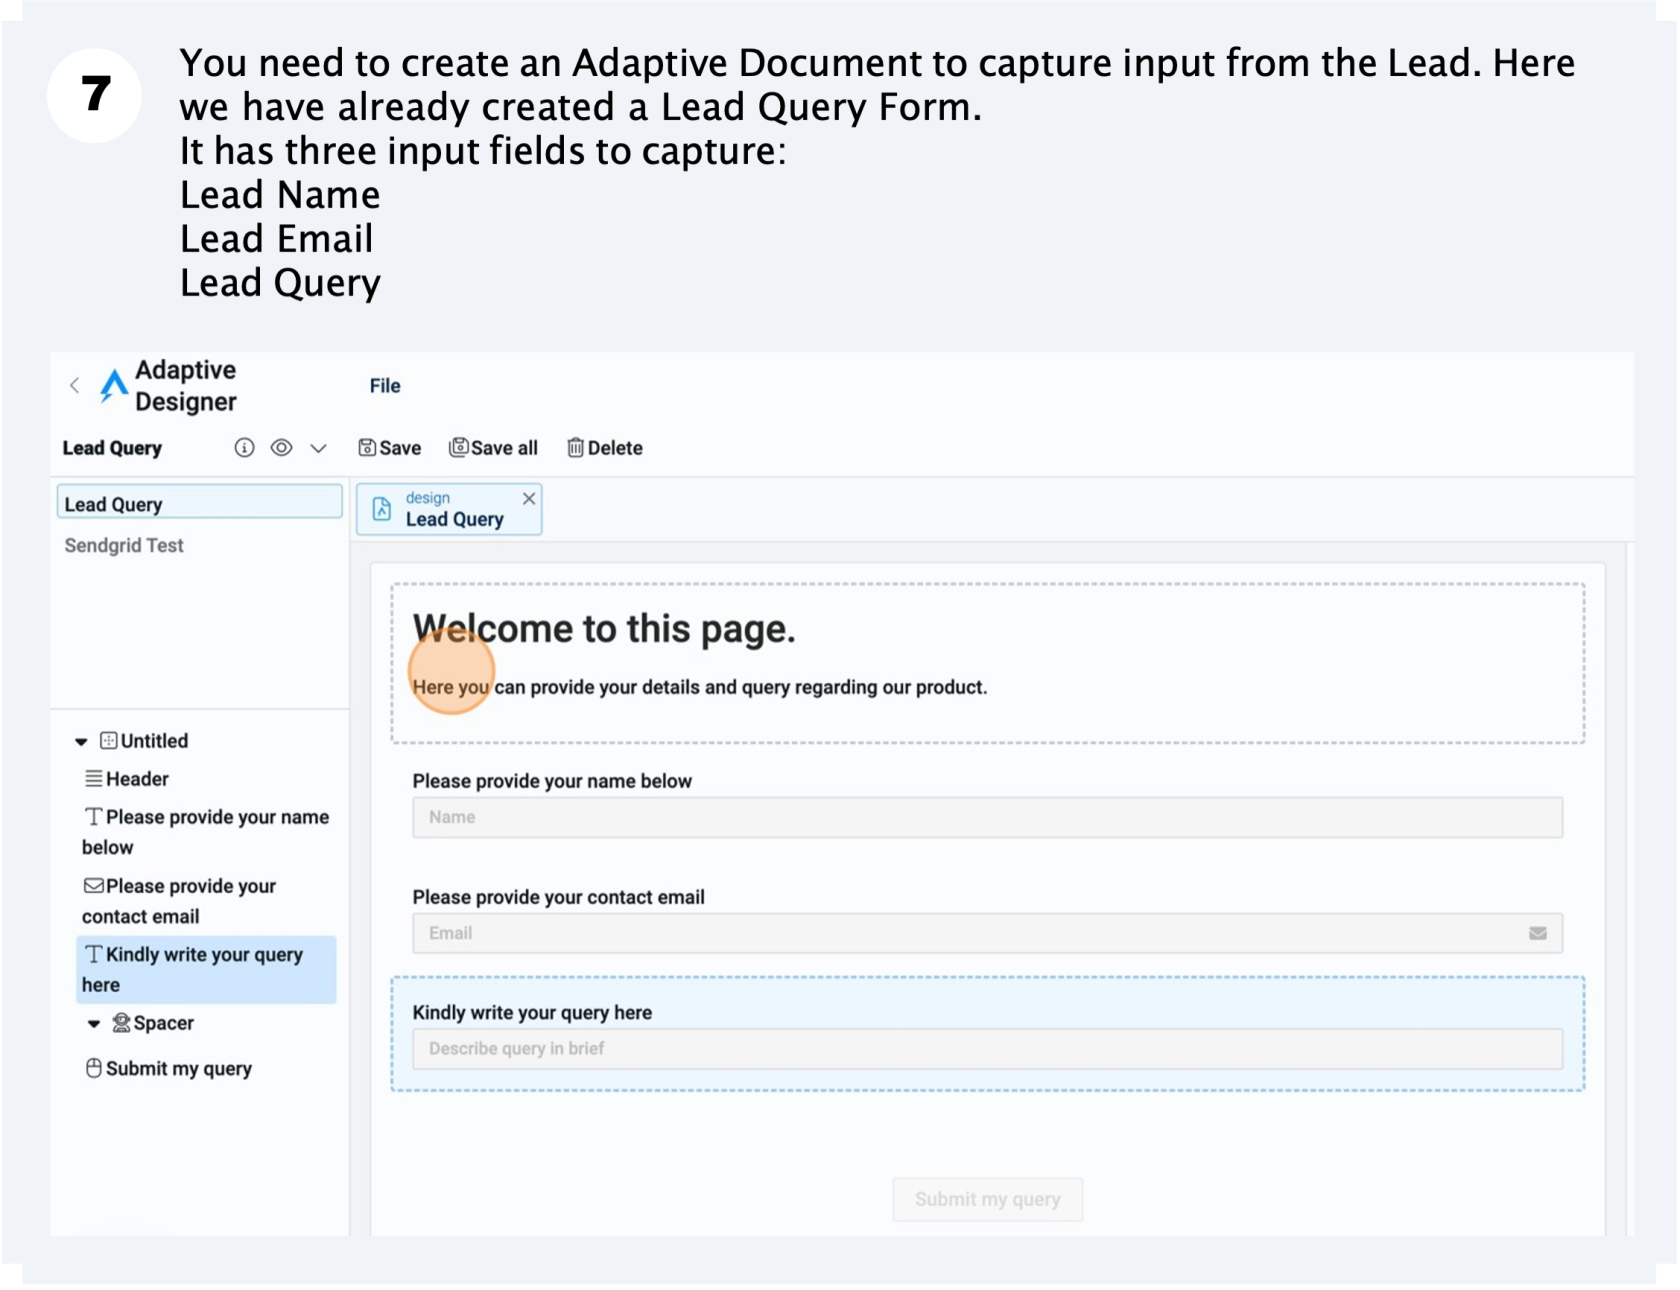 7
You need to create an Adaptive Document to capture input from the Lead. Here
we have already created a Lead Query Form.
It has three input fields to capture:
Lead Name
Lead Email
Lead Query
Adaptive
Designer
File
Lead Query
Save
Save all
Delete
Lead Query
Sendgrid Test
design
Lead Query
Welcome to this page.
Here you can provide your details and query regarding our product.
Untitled
Header
Please provide your name
below
Please provide your
contact email
Kindly write your query
here
Spacer
Submit my query
Please provide your name below
Name
Please provide your contact email
Email
Kindly write your query here
Describe query in brief
Submit my query